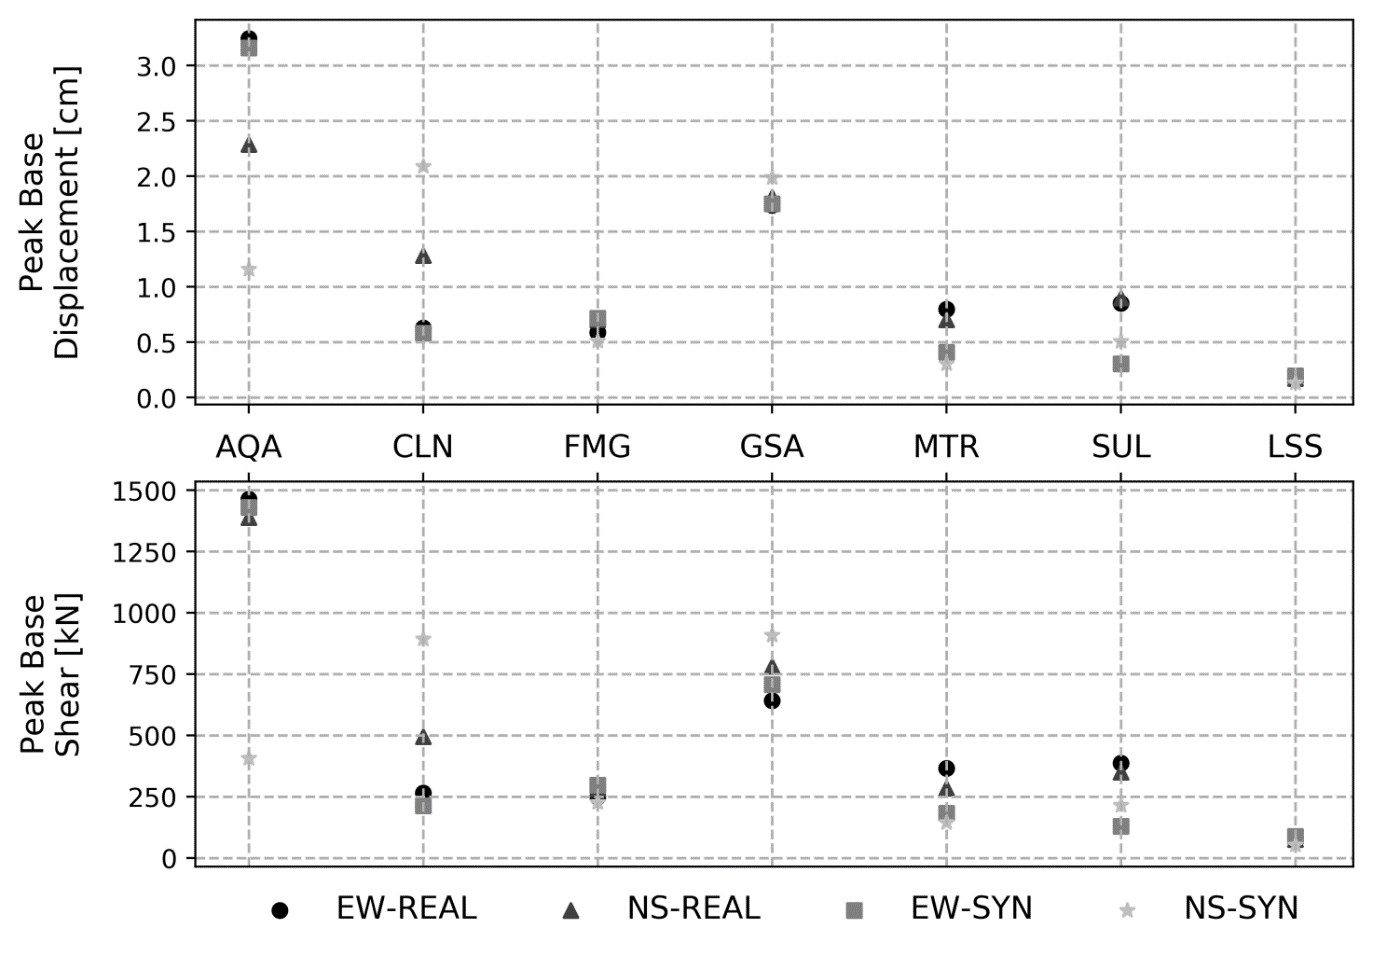 Peak Base
Displacement [cm]
3.0
2.5
2.0
1.5
1.0
0.5
0.0
AQA CLN FMG GSA MTR SUL LSS
Peak Base
Shear [kN]
1500
1250
1000
750
500
250
0
EW-REAL NS-REAL EW-SYN NS-SYN